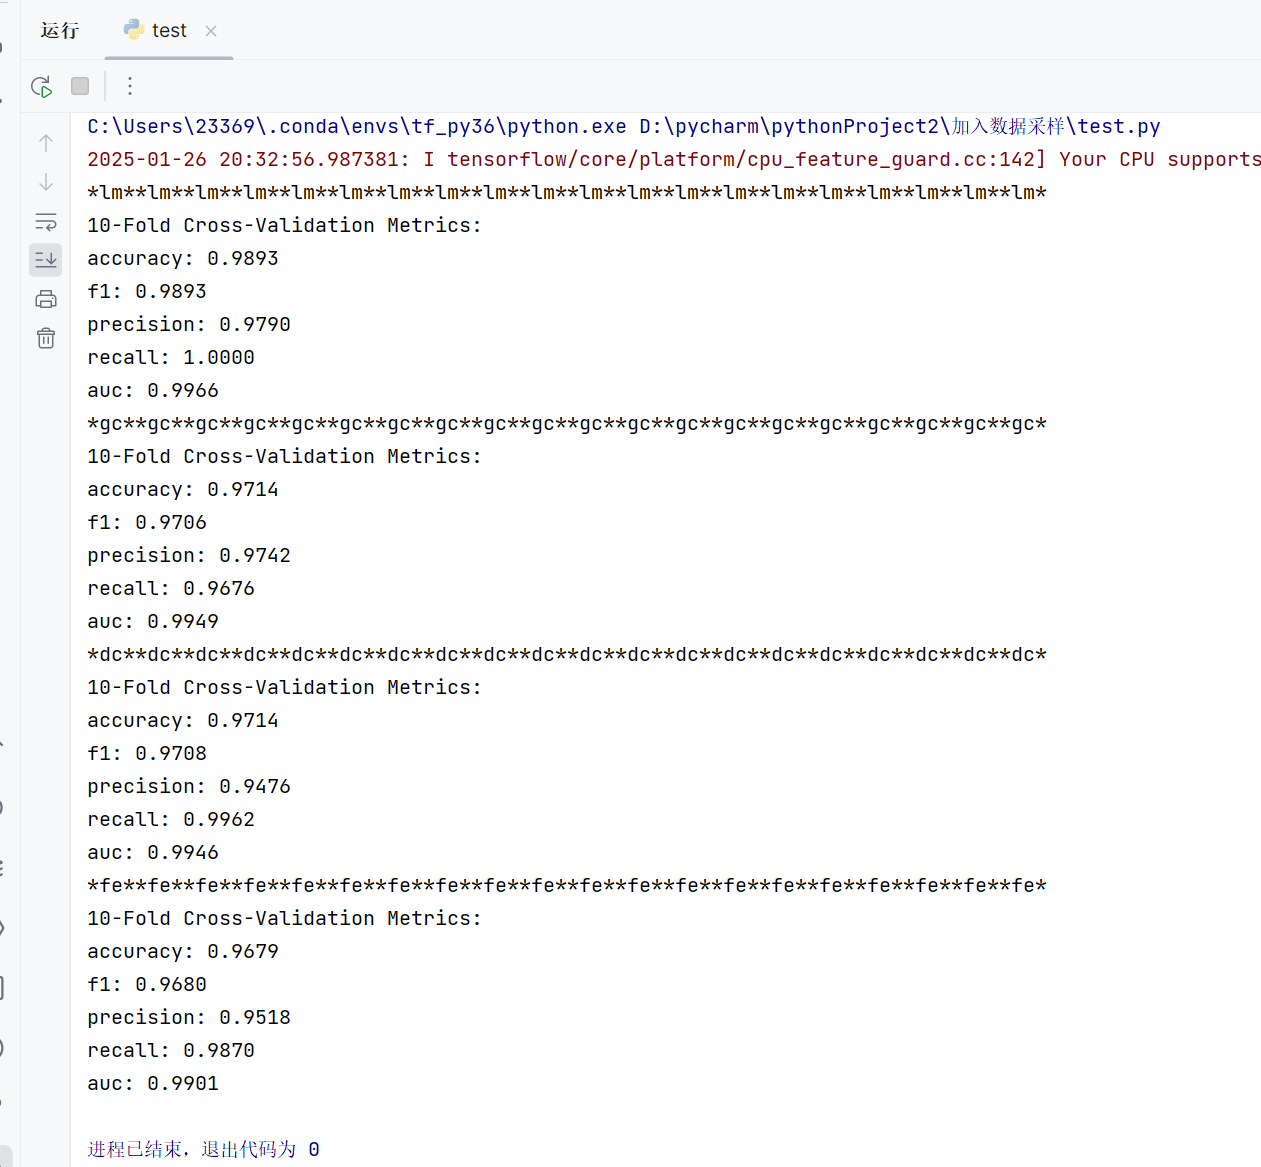 运行 test
C:\Users\23369\.conda\envs\tf_py36\python.exe D:\pycharm\pythonProject2\加入数据采样\test.py
2025-01-26 20:32:56.987381: I tensorflow/core/platform/cpu_feature_guard.cc:142] Your CPU supports
*lm**lm**lm**lm**lm**lm**lm**lm**lm**lm**lm**lm**lm**lm**lm**lm**lm**lm**lm**lm*
10-Fold Cross-Validation Metrics:
accuracy: 0.9893
f1: 0.9893
precision: 0.9790
recall: 1.0000
auc: 0.9966
*gc**gc**gc**gc**gc**gc**gc**gc**gc**gc**gc**gc**gc**gc**gc**gc**gc**gc**gc**gc*
10-Fold Cross-Validation Metrics:
accuracy: 0.9714
f1: 0.9706
precision: 0.9742
recall: 0.9676
auc: 0.9949
*dc**dc**dc**dc**dc**dc**dc**dc**dc**dc**dc**dc**dc**dc**dc**dc**dc**dc**dc**dc*
10-Fold Cross-Validation Metrics:
accuracy: 0.9714
f1: 0.9708
precision: 0.9476
recall: 0.9962
auc: 0.9946
*fe**fe**fe**fe**fe**fe**fe**fe**fe**fe**fe**fe**fe**fe**fe**fe**fe**fe**fe**fe*
10-Fold Cross-Validation Metrics:
accuracy: 0.9679
f1: 0.9680
precision: 0.9518
recall: 0.9870
auc: 0.9901
进程已结束，退出代码为 0